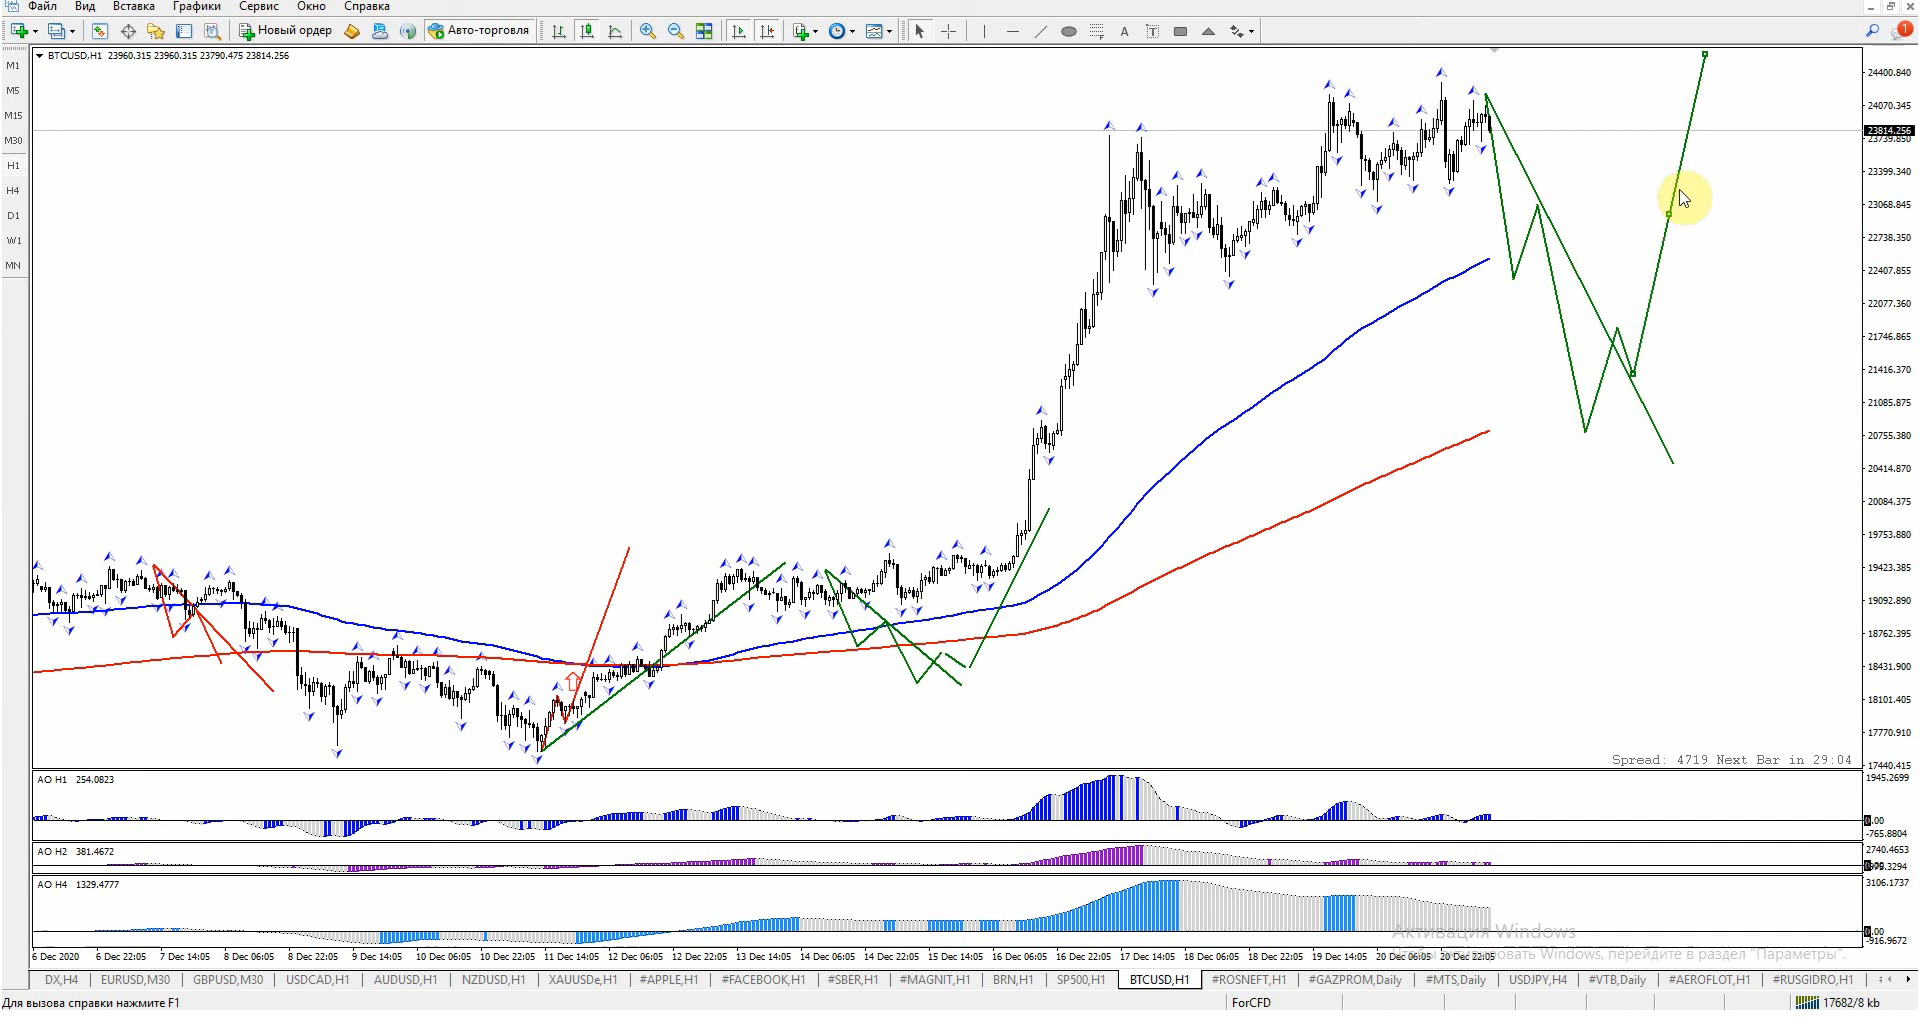 Файл Вид Вставка Графики Сервис Окно Справка
Новый ордер Авто-торговля A T 1
M1
M5
M15
M30
H1
H4
D1
W1
MN
BTCUSD,H1 23960.315 23960.315 23790.475 23814.256
24400.840
24070.345
23814.256
23739.850
23399.340
23068.845
22738.350
22407.855
22077.360
21746.865
21416.370
21085.875
20755.380
20414.870
20084.375
19753.880
19423.385
19092.890
18762.395
18431.900
18101.405
17770.910
17440.415
Spread: 4719 Next Bar in 29:04
AO H1 254.0823
1945.2699
0.00
-765.8804
AO H2 381.4672
2740.4653
AO H4 1329.4777
3106.1737
0.00
-916.9672
Активация Windows
Чтобы активировать Windows, перейдите в раздел "Параметры".
6 Dec 2020 6 Dec 22:05 7 Dec 14:05 8 Dec 06:05 8 Dec 22:05 9 Dec 14:05 10 Dec 06:05 10 Dec 22:05 11 Dec 14:05 12 Dec 06:05 12 Dec 22:05 13 Dec 14:05 14 Dec 06:05 14 Dec 22:05 15 Dec 14:05 16 Dec 06:05 16 Dec 22:05 17 Dec 14:05 18 Dec 06:05 18 Dec 22:05 19 Dec 14:05 20 Dec 06:05 20 Dec 22:05
DX,H4 EURUSD,M30 GBPUSD,M30 USDCAD,H1 AUDUSD,H1 NZDUSD,H1 XAUUSDe,H1 #APPLE,H1 #FACEBOOK,H1 #SBER,H1 #MAGNIT,H1 BRN,H1 SP500,H1 BTCUSD,H1 #ROSNEFT,H1 #GAZPROM,Daily #MTS,Daily USDJPY,H4 #VTB,Daily #AEROFLOT,H1 #RUSGIDRO,H1
Для вызова справки нажмите F1 ForCFD 17682/8 kb